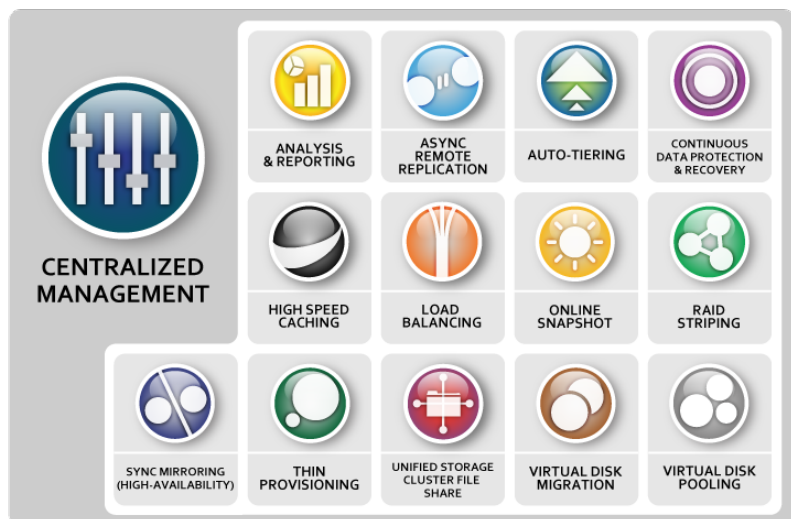 CENTRALIZED
MANAGEMENT
ANALYSIS
& REPORTING
ASYNC
REMOTE
REPLICATION
AUTO-TIERING
CONTINUOUS
DATA PROTECTION
& RECOVERY
HIGH SPEED
CACHING
LOAD
BALANCING
ONLINE
SNAPSHOT
RAID
STRIPING
SYNC MIRRORING
(HIGH-AVAILABILITY)
THIN
PROVISIONING
UNIFIED STORAGE
CLUSTER FILE
SHARE
VIRTUAL DISK
MIGRATION
VIRTUAL DISK
POOLING